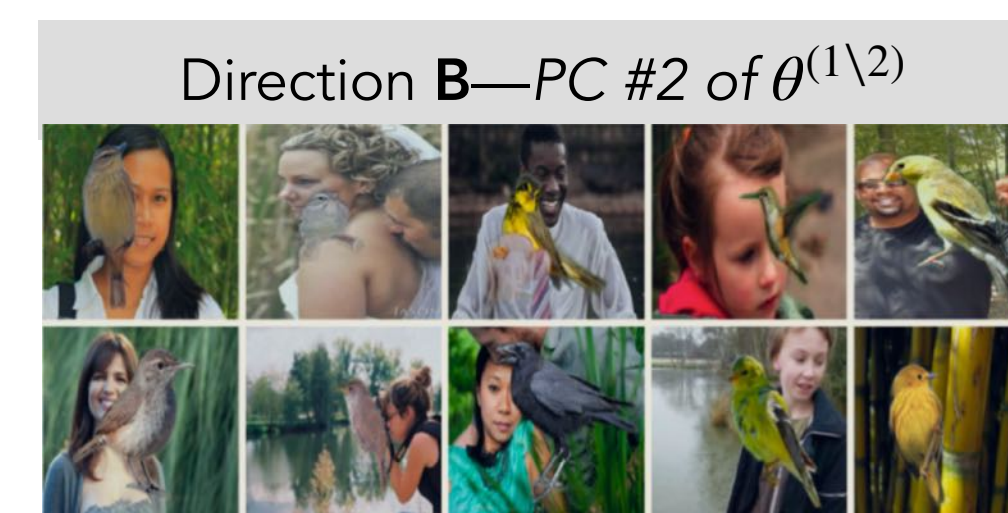 Direction B—PC #2 of θ^(1\2)